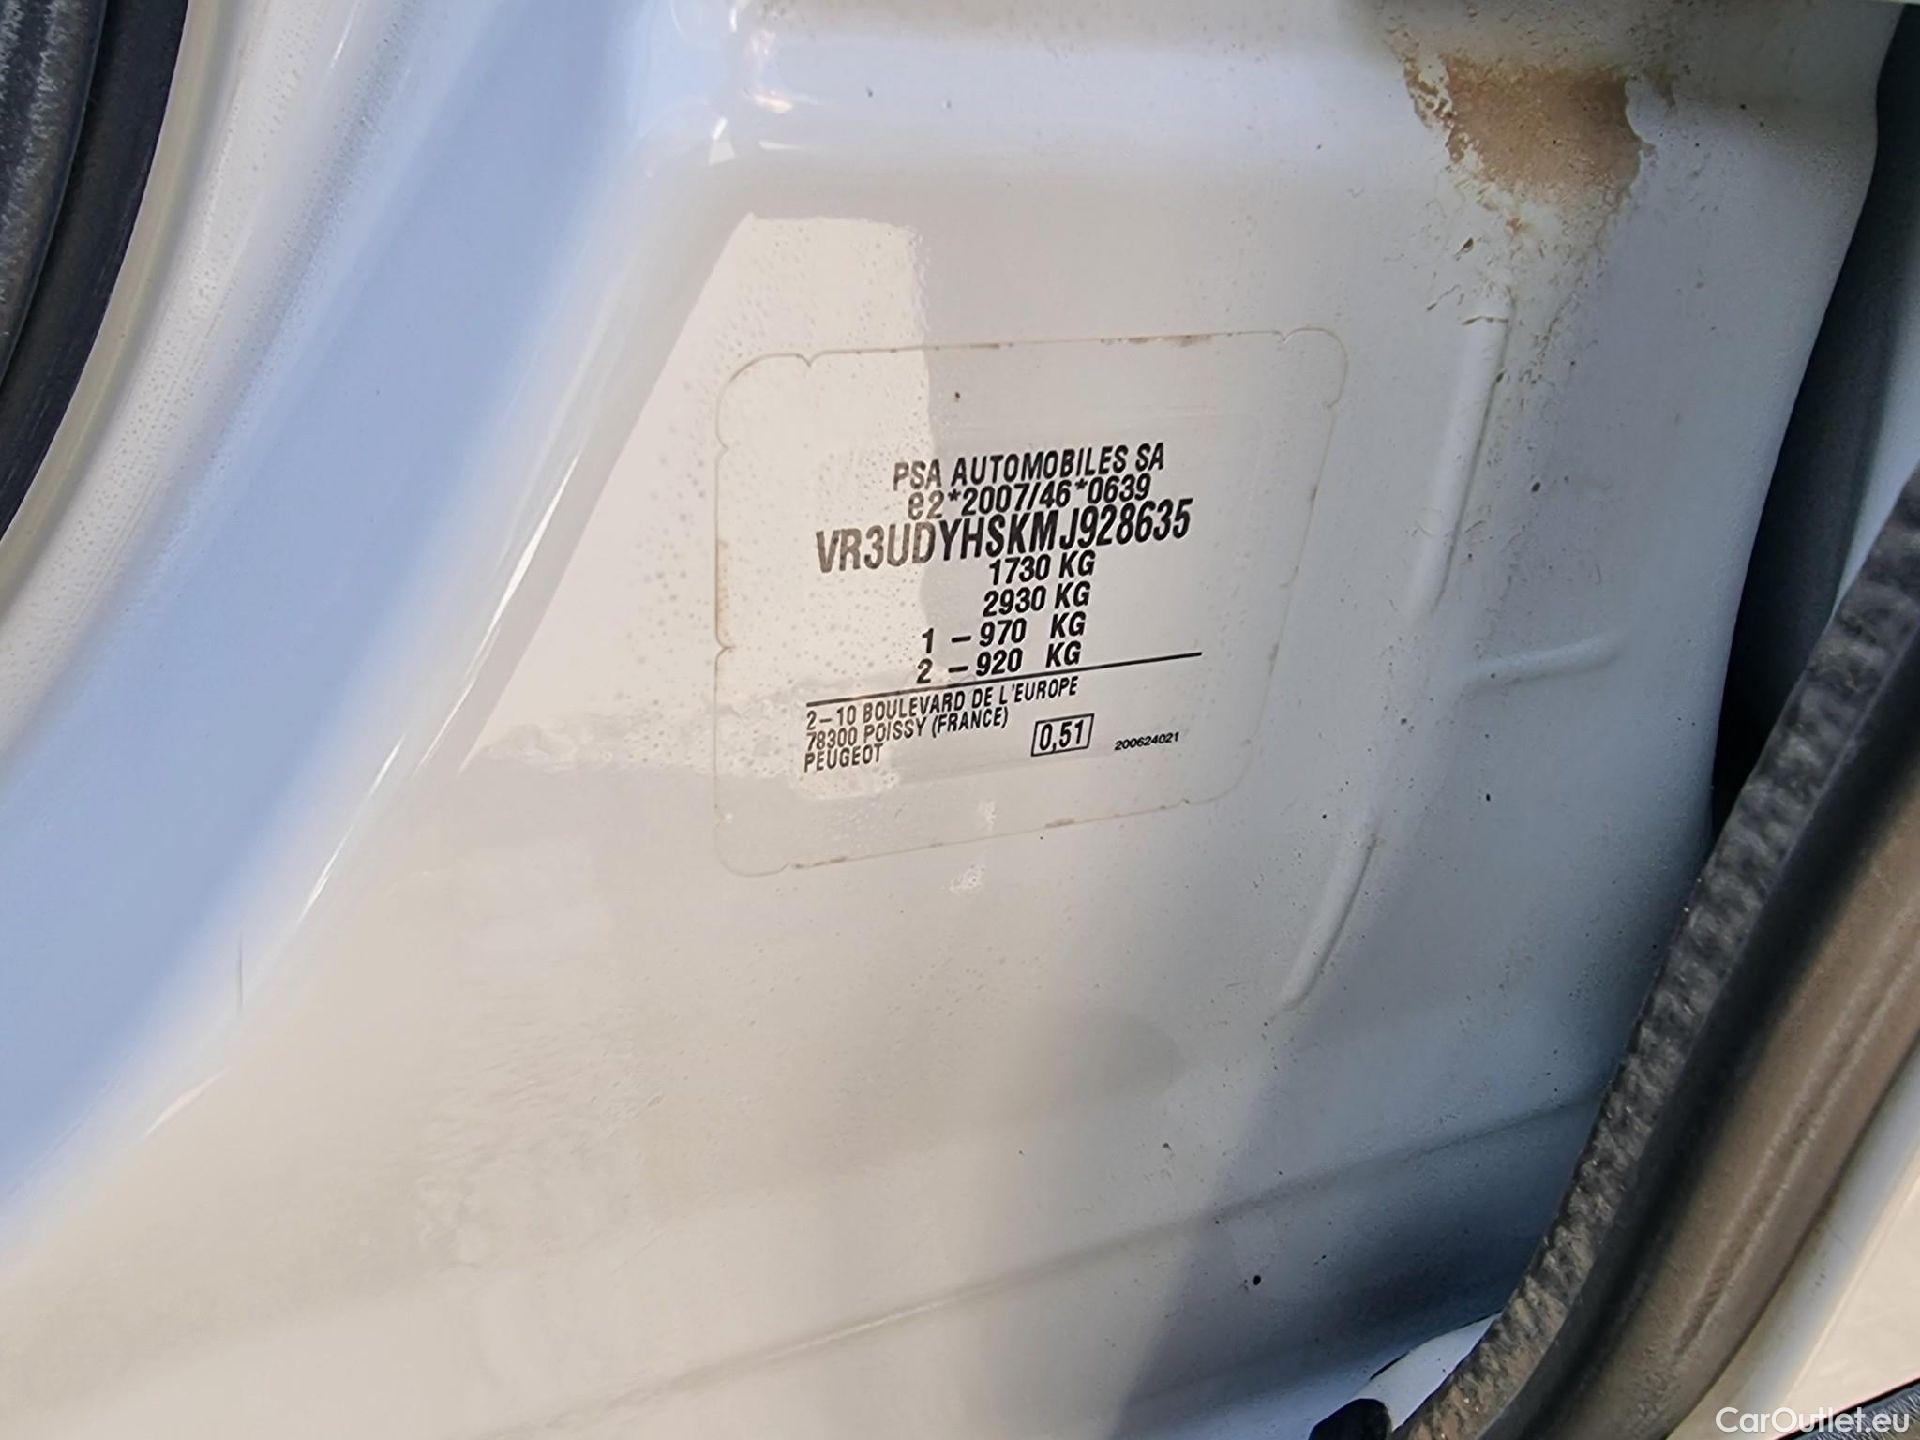 PSA AUTOMOBILES SA
e2*2007/46*0639
VR3UDYHSKMJ928635
1730 KG
2930 KG
1 – 970 KG
2 – 920 KG
2–10 BOULEVARD DE L'EUROPE
78300 POISSY (FRANCE)
PEUGEOT
0,51
200624021
CarOutlet.eu